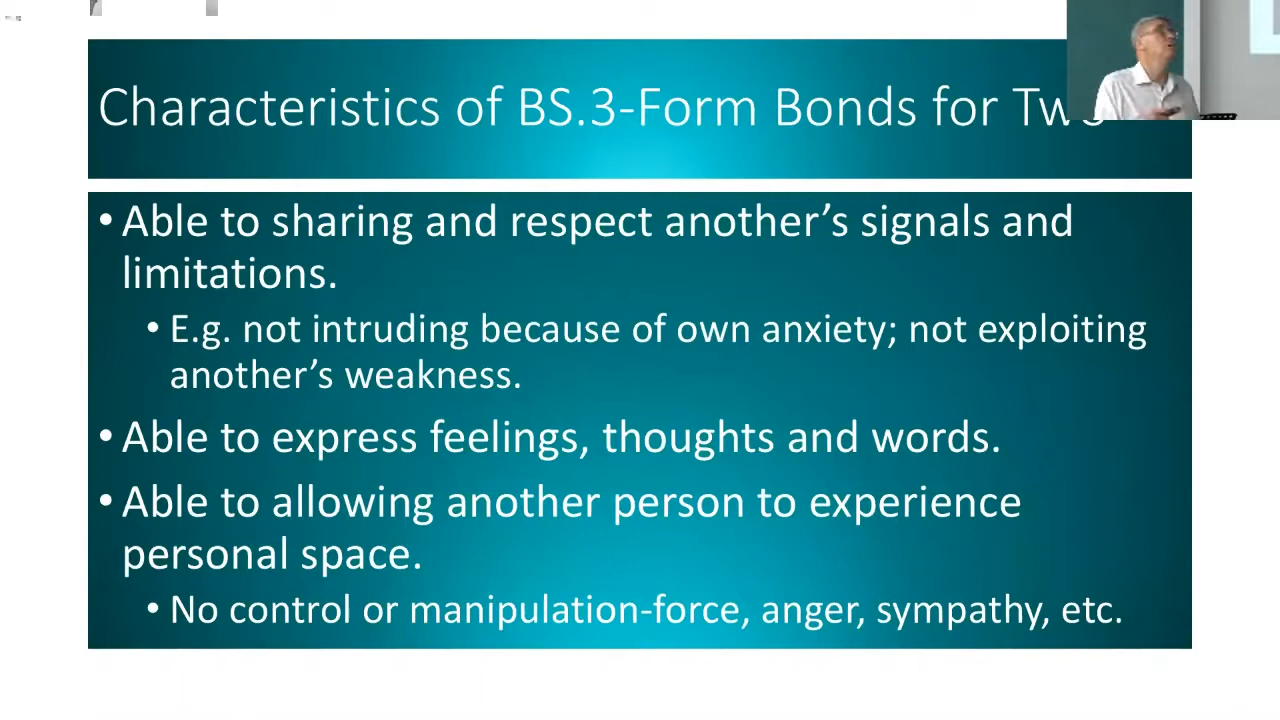 Characteristics of BS.3-Form Bonds for Two
• Able to sharing and respect another's signals and
limitations.
• E.g. not intruding because of own anxiety; not exploiting
another's weakness.
• Able to express feelings, thoughts and words.
• Able to allowing another person to experience
personal space.
• No control or manipulation-force, anger, sympathy, etc.